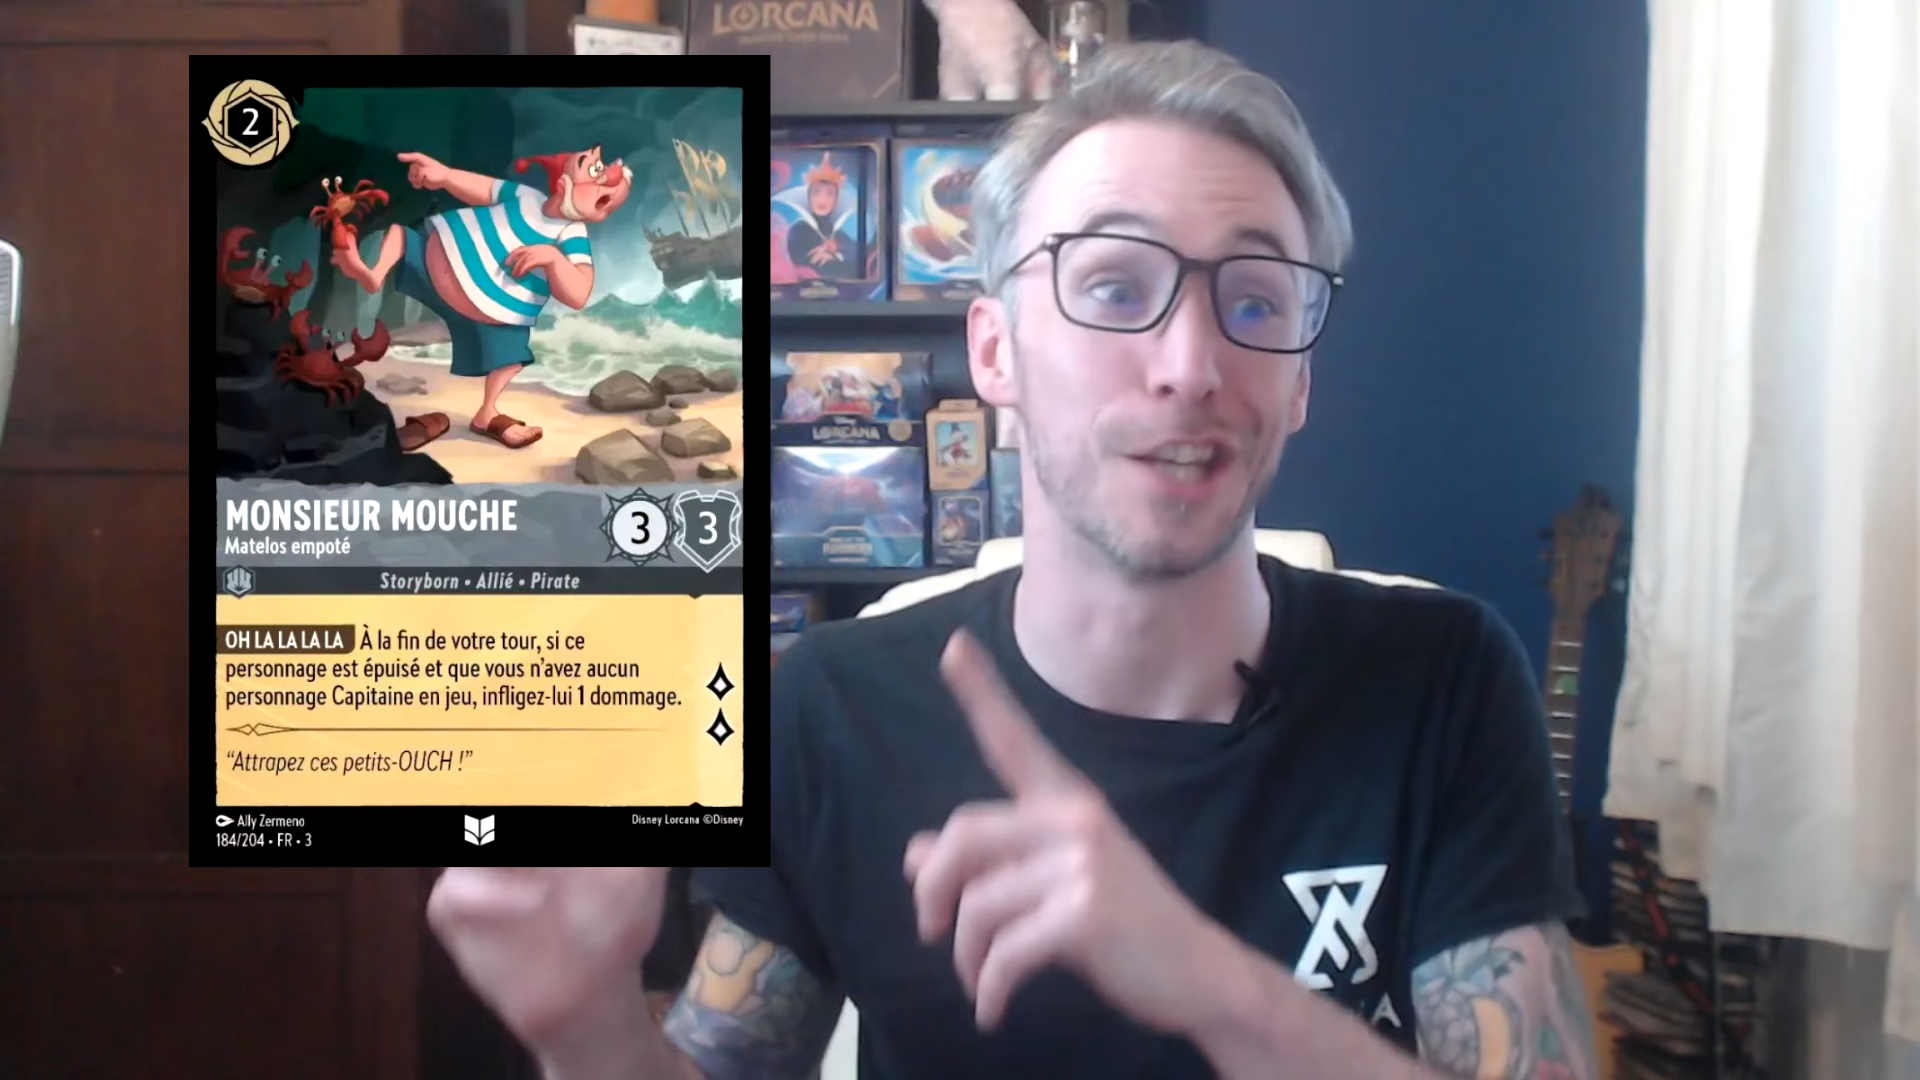 LORCANA
2
MONSIEUR MOUCHE
3
3
Matelos empoté
Storyborn • Allié • Pirate
OH LA LA LA LA À la fin de votre tour, si ce
personnage est épuisé et que vous n'avez aucun
personnage Capitaine en jeu, infligez-lui 1 dommage.
“Attrapez ces petits-OUCH !”
Ally Zermeno
Disney Lorcana ©Disney
184/204 • FR • 3
LORCANA